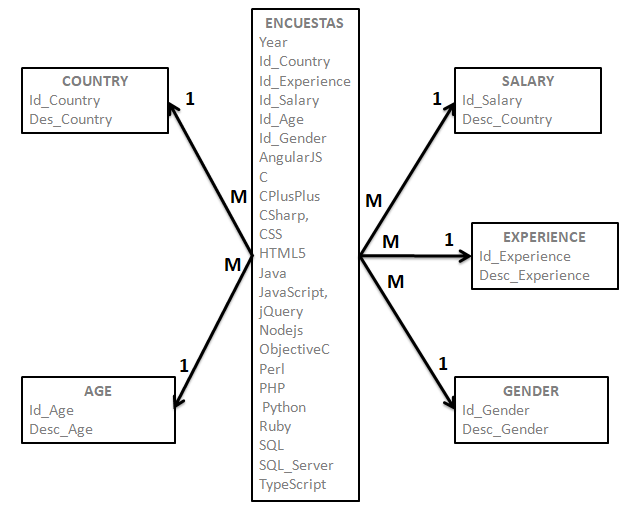 COUNTRY
Id_Country
Des_Country
1
M
AGE
Id_Age
Desc_Age
1
M
ENCUESTAS
Year
Id_Country
Id_Experience
Id_Salary
Id_Age
Id_Gender
AngularJS
C
CPlusPlus
CSharp,
CSS
HTML5
Java
JavaScript,
jQuery
Nodejs
ObjectiveC
Perl
PHP
Python
Ruby
SQL
SQL_Server
TypeScript
SALARY
Id_Salary
Desc_Country
1
M
EXPERIENCE
Id_Experience
Desc_Experience
1
M
GENDER
Id_Gender
Desc_Gender
1
M